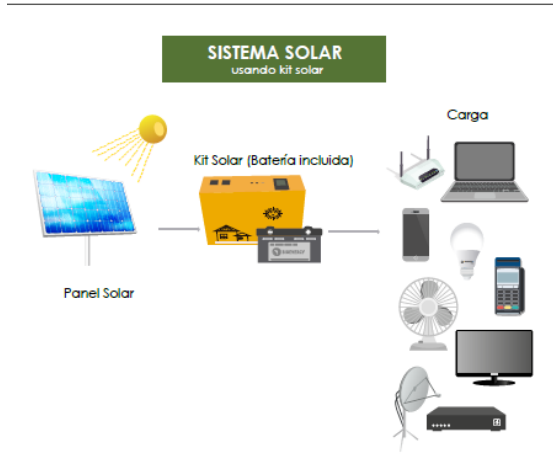 SISTEMA SOLAR
usando kit solar
Carga
Kit Solar (Batería incluida)
Panel Solar